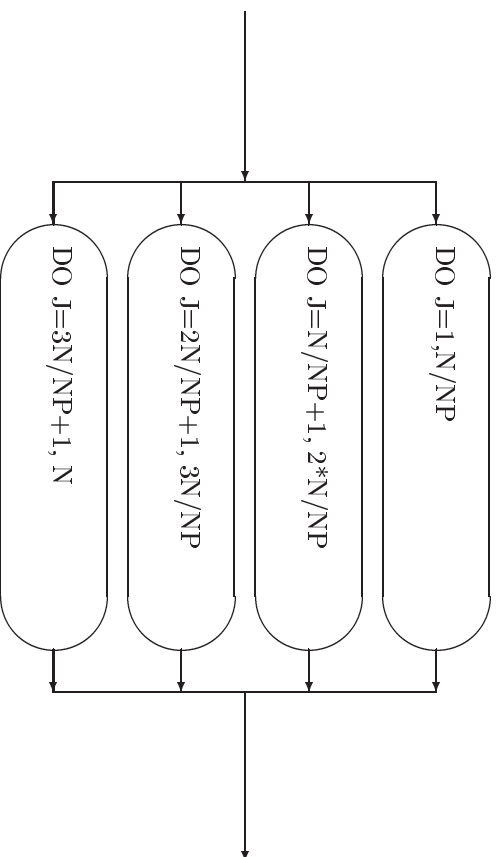 DO J=1,N/NP
DO J=N/NP+1, 2*N/NP
DO J=2N/NP+1, 3N/NP
DO J=3N/NP+1, N